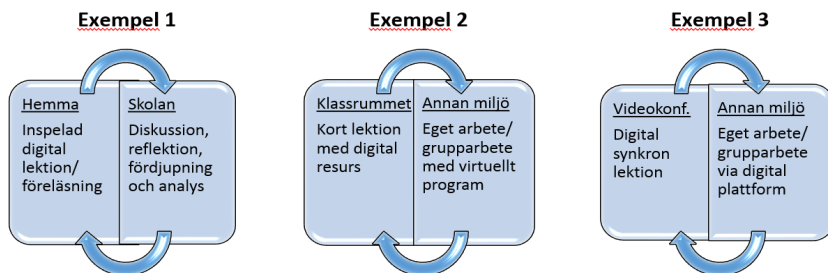 Exempel 1
Hemma
Inspelad
digital
lektion/
föreläsning
Skolan
Diskussion,
reflektion,
fördjupning
och analys
Exempel 2
Klassrummet
Kort lektion
med digital
resurs
Annan miljö
Eget arbete/
grupparbete
med virtuellt
program
Exempel 3
Videokonf.
Digital
synkron
lektion
Annan miljö
Eget arbete/
grupparbete
via digital
plattform